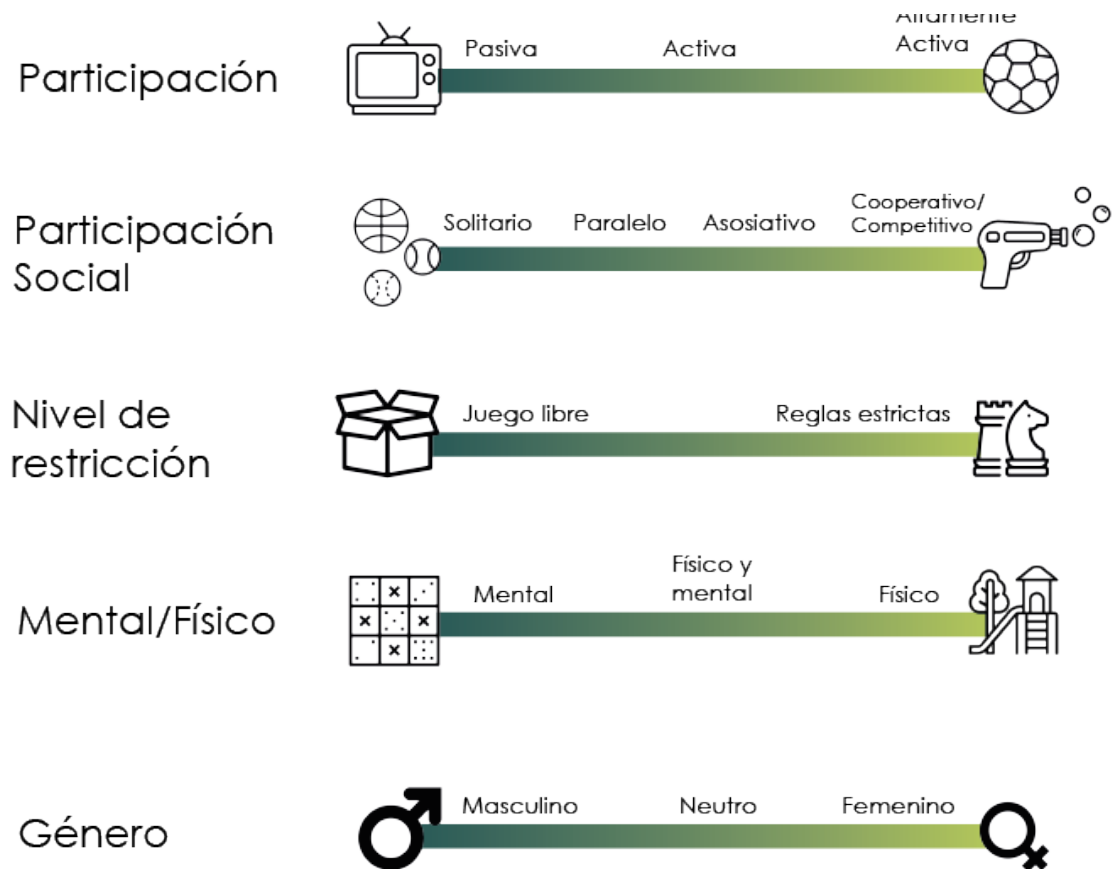 Participación
Pasiva
Activa
Altamente
Activa
Participación
Social
Solitario
Paralelo
Asosiativo
Cooperativo/
Competitivo
Nivel de
restricción
Juego libre
Reglas estrictas
Mental/Físico
Mental
Físico y
mental
Físico
Género
Masculino
Neutro
Femenino